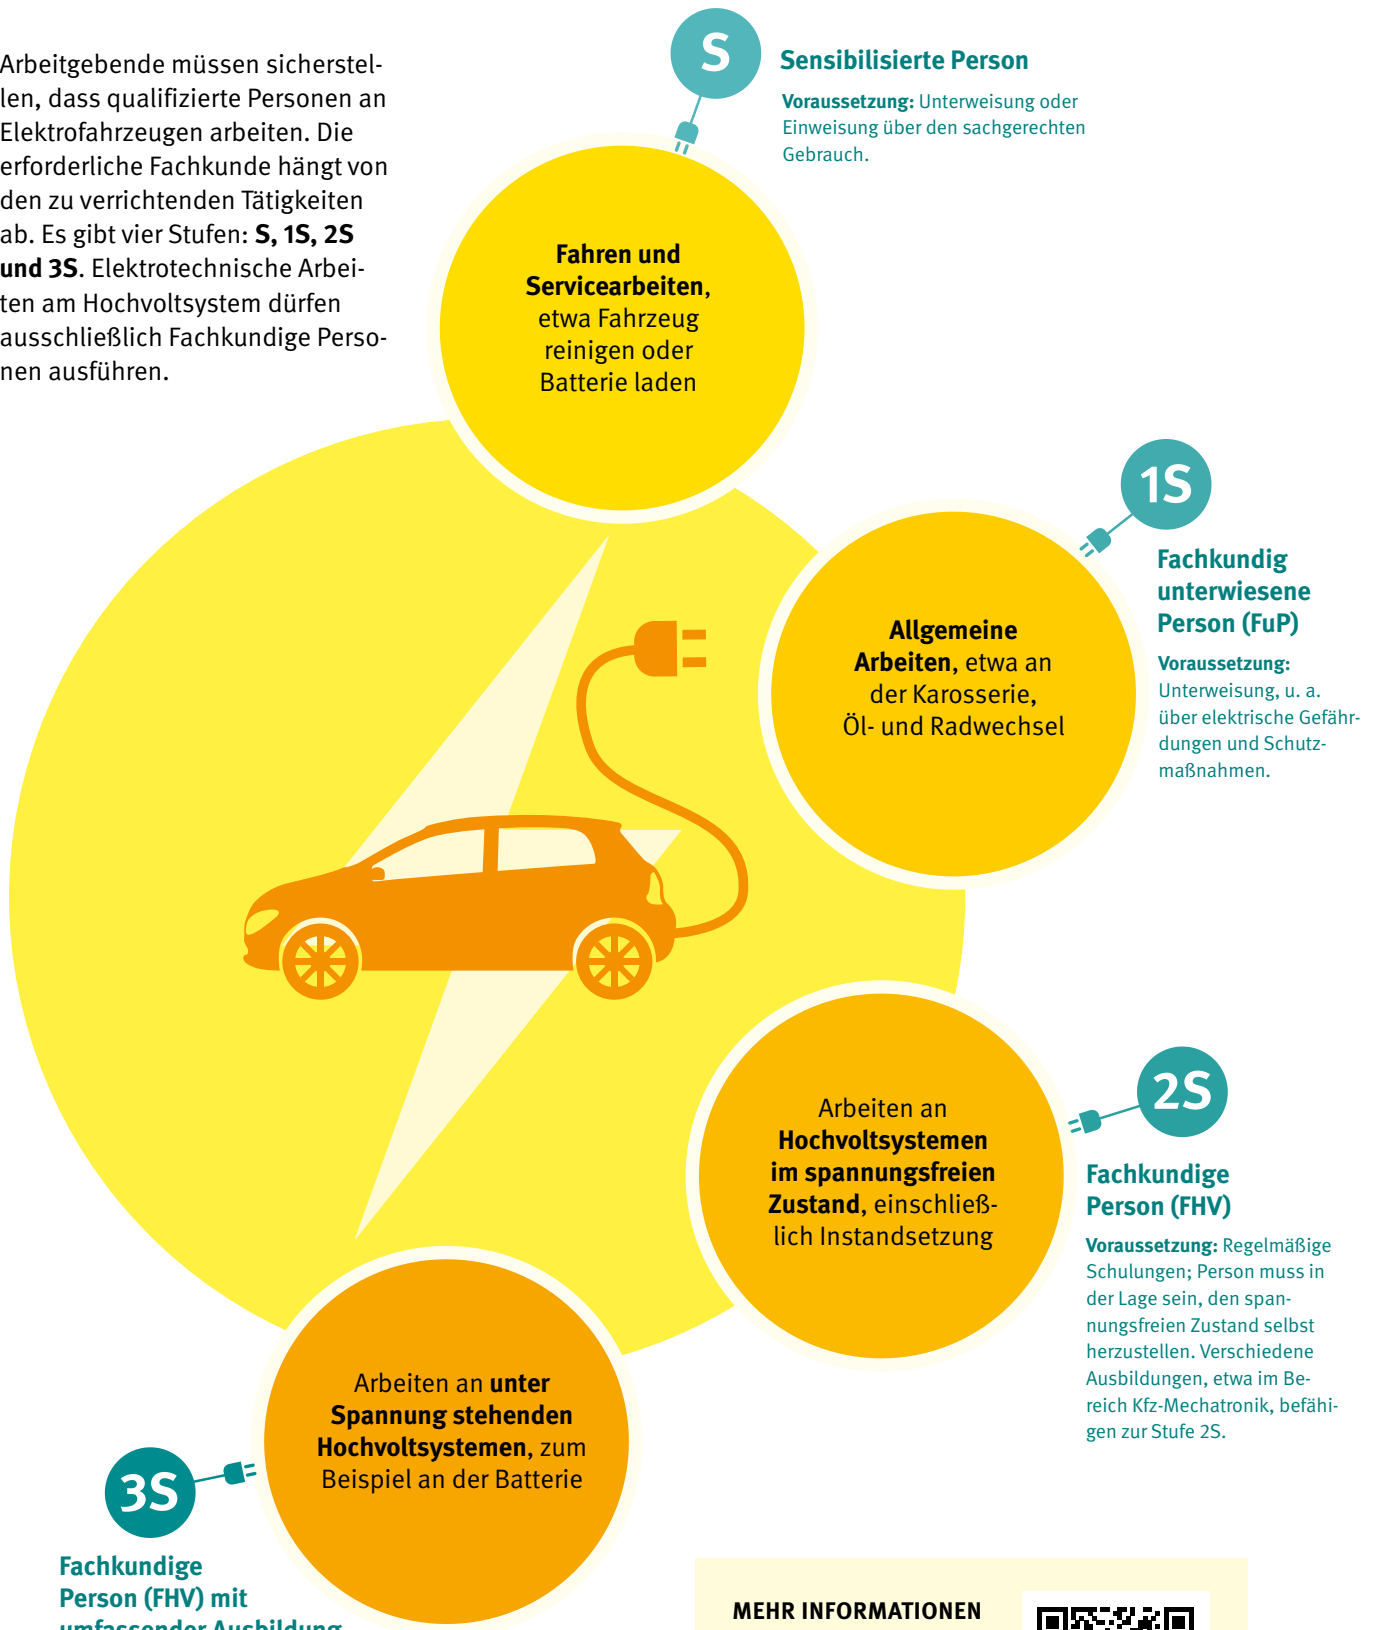 Arbeitgebende müssen sicherstel-
len, dass qualifizierte Personen an
Elektrofahrzeugen arbeiten. Die
erforderliche Fachkunde hängt von
den zu verrichtenden Tätigkeiten
ab. Es gibt vier Stufen: S, 1S, 2S
und 3S. Elektrotechnische Arbei-
ten am Hochvoltsystem dürfen
ausschließlich Fachkundige Perso-
nen ausführen.
S
Sensibilisierte Person
Voraussetzung: Unterweisung oder
Einweisung über den sachgerechten
Gebrauch.
Fahren und
Servicearbeiten,
etwa Fahrzeug
reinigen oder
Batterie laden
1S
Fachkundig
unterwiesene
Person (FuP)
Voraussetzung:
Unterweisung, u. a.
über elektrische Gefähr-
dungen und Schutz-
maßnahmen.
Allgemeine
Arbeiten, etwa an
der Karosserie,
Öl- und Radwechsel
2S
Fachkundige
Person (FHV)
Voraussetzung: Regelmäßige
Schulungen; Person muss in
der Lage sein, den span-
nungsfreien Zustand selbst
herzustellen. Verschiedene
Ausbildungen, etwa im Be-
reich Kfz-Mechatronik, befähi-
gen zur Stufe 2S.
Arbeiten an
Hochvoltsystemen
im spannungsfreien
Zustand, einschließ-
lich Instandsetzung
Arbeiten an unter
Spannung stehenden
Hochvoltsystemen, zum
Beispiel an der Batterie
3S
Fachkundige
Person (FHV) mit
umfassender Ausbildung
MEHR INFORMATIONEN